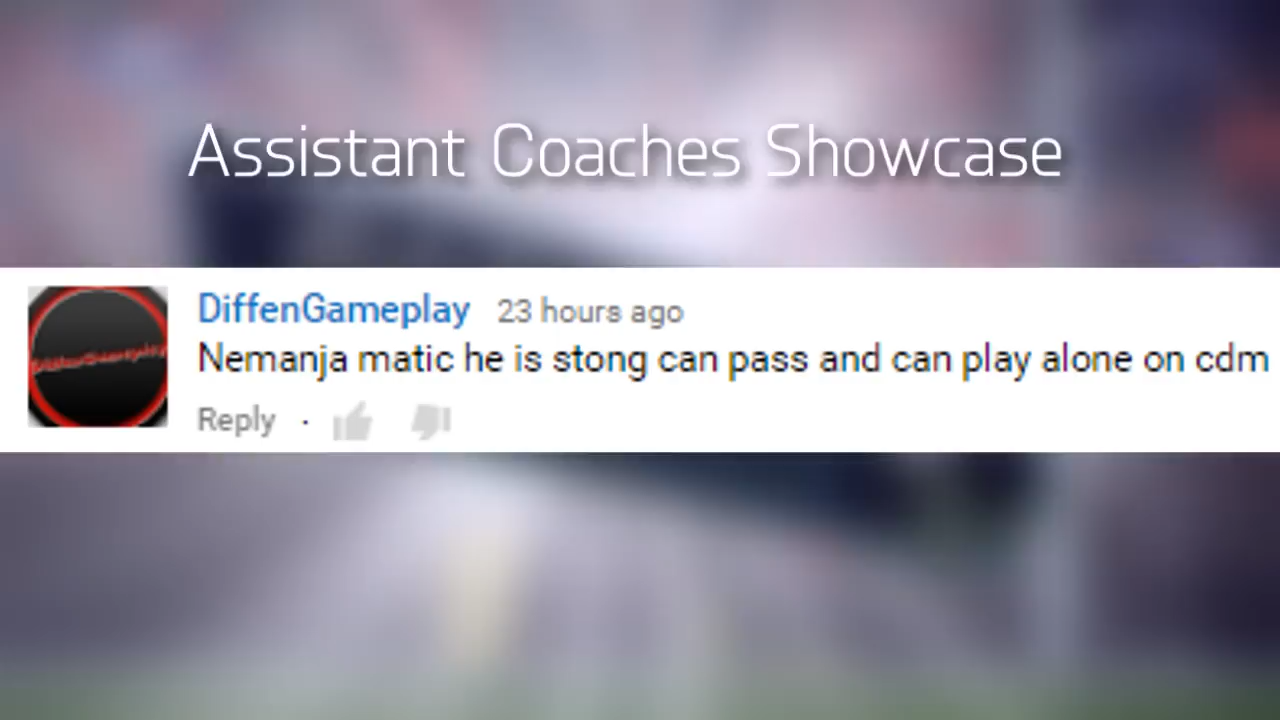 Assistant Coaches Showcase
DiffenGameplay 23 hours ago
Nemanja matic he is stong can pass and can play alone on cdm
Reply ·